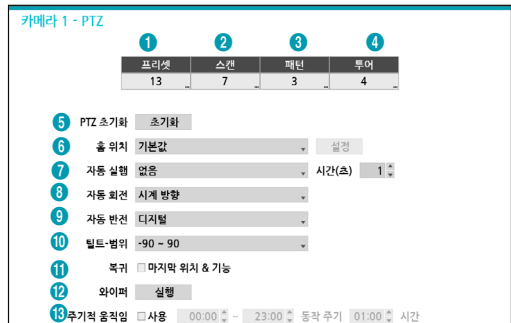 카메라 1 - PTZ
1 2 3 4
프리셋 스캔 패턴 투어
13 ... 7 ... 3 ... 4 ...
5 PTZ 초기화 초기화
6 홈 위치 기본값 설정
7 자동 실행 없음 시간(초) 1
8 자동 회전 시계 방향
9 자동 반전 디지털
10 틸트-범위 -90 ~ 90
11 복귀 마지막 위치 & 기능
12 와이퍼 실행
13 주기적 움직임 사용 00:00 ~ 23:00 동작 주기 01:00 시간